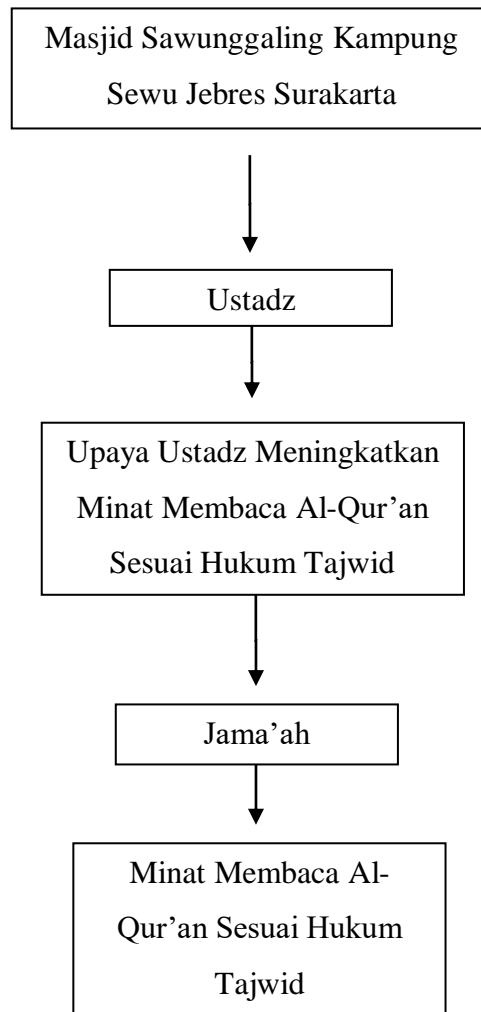 Masjid Sawunggaling Kampung
Sewu Jebres Surakarta
Ustadz
Upaya Ustadz Meningkatkan
Minat Membaca Al-Qur’an
Sesuai Hukum Tajwid
Jama’ah
Minat Membaca Al-
Qur’an Sesuai Hukum
Tajwid